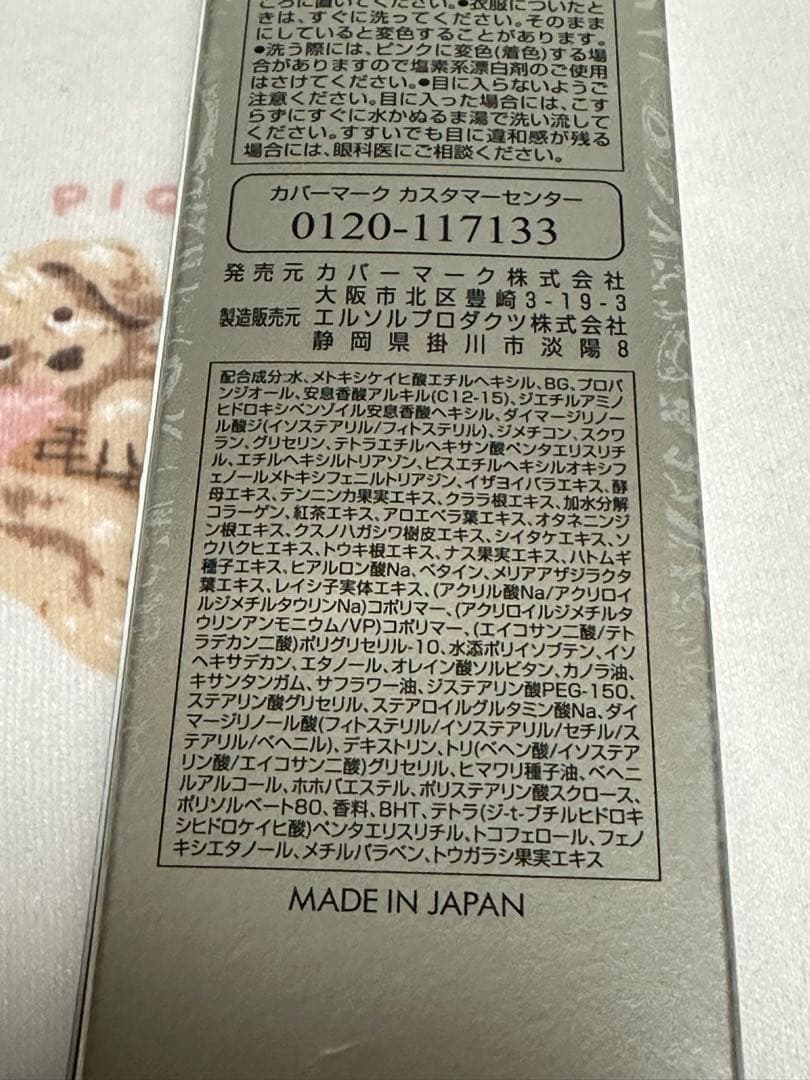 ころに置いてください。●衣服についたと
きは、すぐに洗ってください。そのまま
にしていると変色することがあります。
●洗う際には、ピンクに変色(着色)する場
合がありますので塩素系漂白剤のご使用
はさけてください。●目に入らないようご
注意ください。目に入った場合には、こす
らずにすぐに水かぬるま湯で洗い流して
ください。すすいでも目に違和感が残る
場合には、眼科医にご相談ください。
カバーマーク カスタマーセンター
0120-117133
発売元 カバーマーク株式会社
大阪市北区豊崎3-19-3
製造販売元 エルソルプロダクツ株式会社
静岡県掛川市淡陽8
配合成分:水、メトキシケイヒ酸エチルヘキシル、BG、プロパ
ンジオール、安息香酸アルキル(C12-15)、ジエチルアミノ
ヒドロキシベンゾイル安息香酸ヘキシル、ダイマージリノー
ル酸ジ(イソステアリル/フィトステリル)、ジメチコン、スクワ
ラン、グリセリン、テトラエチルヘキサン酸ペンタエリスリチ
ル、エチルヘキシルトリアゾン、ビスエチルヘキシルオキシフ
ェノールメトキシフェニルトリアジン、イザヨイバラエキス、酵
母エキス、テンニンカ果実エキス、クララ根エキス、加水分解
コラーゲン、紅茶エキス、アロエベラ葉エキス、オタネニンジ
ン根エキス、クスノハガシワ樹皮エキス、シイタケエキス、ソ
ウハクヒエキス、トウキ根エキス、ナス果実エキス、ハトムギ
種子エキス、ヒアルロン酸Na、ベタイン、メリアアザジラクタ
葉エキス、レイシ子実体エキス、(アクリル酸Na/アクリロイ
ルジメチルタウリンNa)コポリマー、(アクリロイルジメチルタ
ウリンアンモニウム/VP)コポリマー、(エイコサン二酸/テト
ラデカン二酸)ポリグリセリル-10、水添ポリイソブテン、イソ
ヘキサデカン、エタノール、オレイン酸ソルビタン、カノラ油、
キサンタンガム、サフラワー油、ジステアリン酸PEG-150、
ステアリン酸グリセリル、ステアロイルグルタミン酸Na、ダイ
マージリノール酸(フィトステリル/イソステアリル/セチル/ス
テアリル/ベヘニル)、デキストリン、トリ(ベヘン酸/イソステア
リン酸/エイコサン二酸)グリセリル、ヒマワリ種子油、ベヘニ
ルアルコール、ホホバエステル、ポリステアリン酸スクロース、
ポリソルベート80、香料、BHT、テトラ(ジ-t-ブチルヒドロキ
シヒドロケイヒ酸)ペンタエリスリチル、トコフェロール、フェノ
キシエタノール、メチルパラベン、トウガラシ果実エキス
MADE IN JAPAN